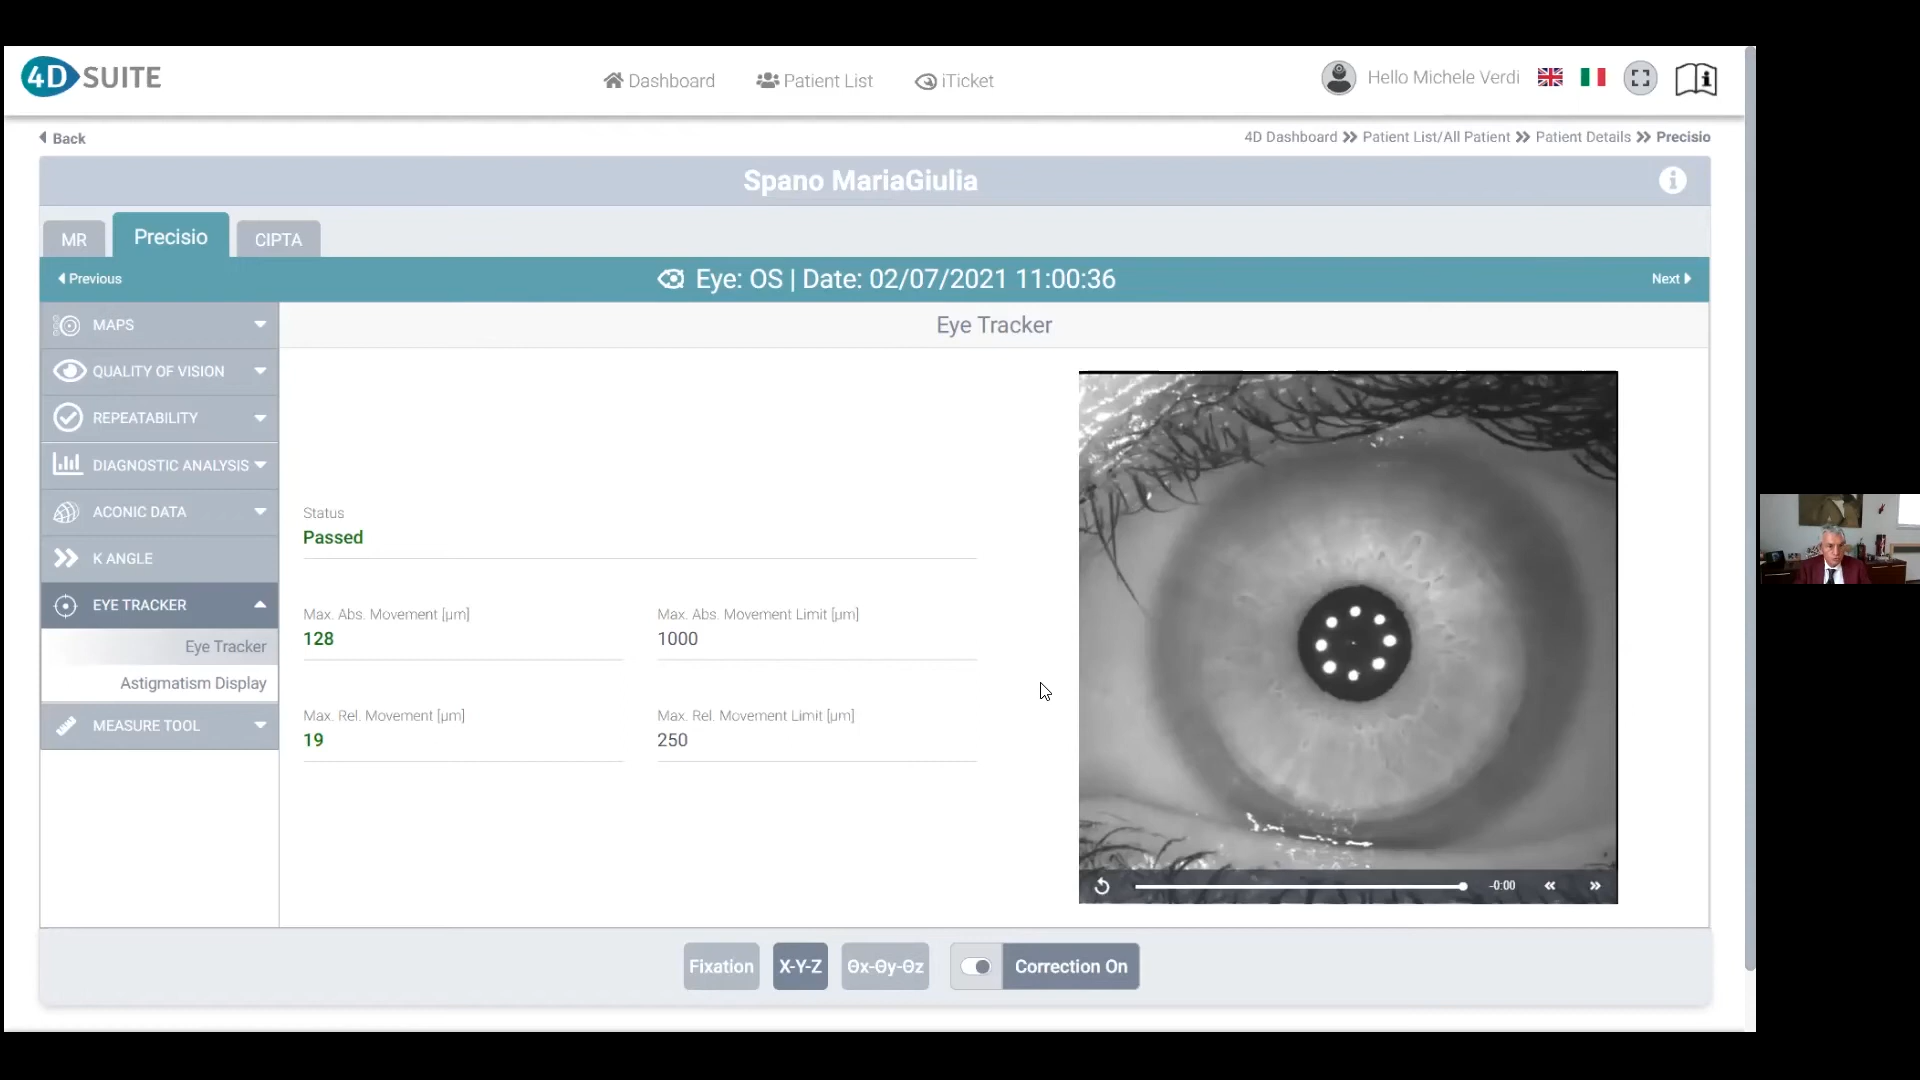 4D SUITE
Dashboard Patient List iTicket
Hello Michele Verdi
Back
4D Dashboard Patient List/All Patient Patient Details Precisio
Spano MariaGiulia
MR Precisio CIPTA
Previous
Eye: OS | Date: 02/07/2021 11:00:36
Next
MAPS
QUALITY OF VISION
REPEATABILITY
DIAGNOSTIC ANALYSIS
ACONIC DATA
K ANGLE
EYE TRACKER
Eye Tracker
Astigmatism Display
MEASURE TOOL
Eye Tracker
Status
Passed
Max. Abs. Movement [µm]
128
Max. Abs. Movement Limit [µm]
1000
Max. Rel. Movement [µm]
19
Max. Rel. Movement Limit [µm]
250
-0:00
Fixation X-Y-Z Θx-Θy-Θz Correction On